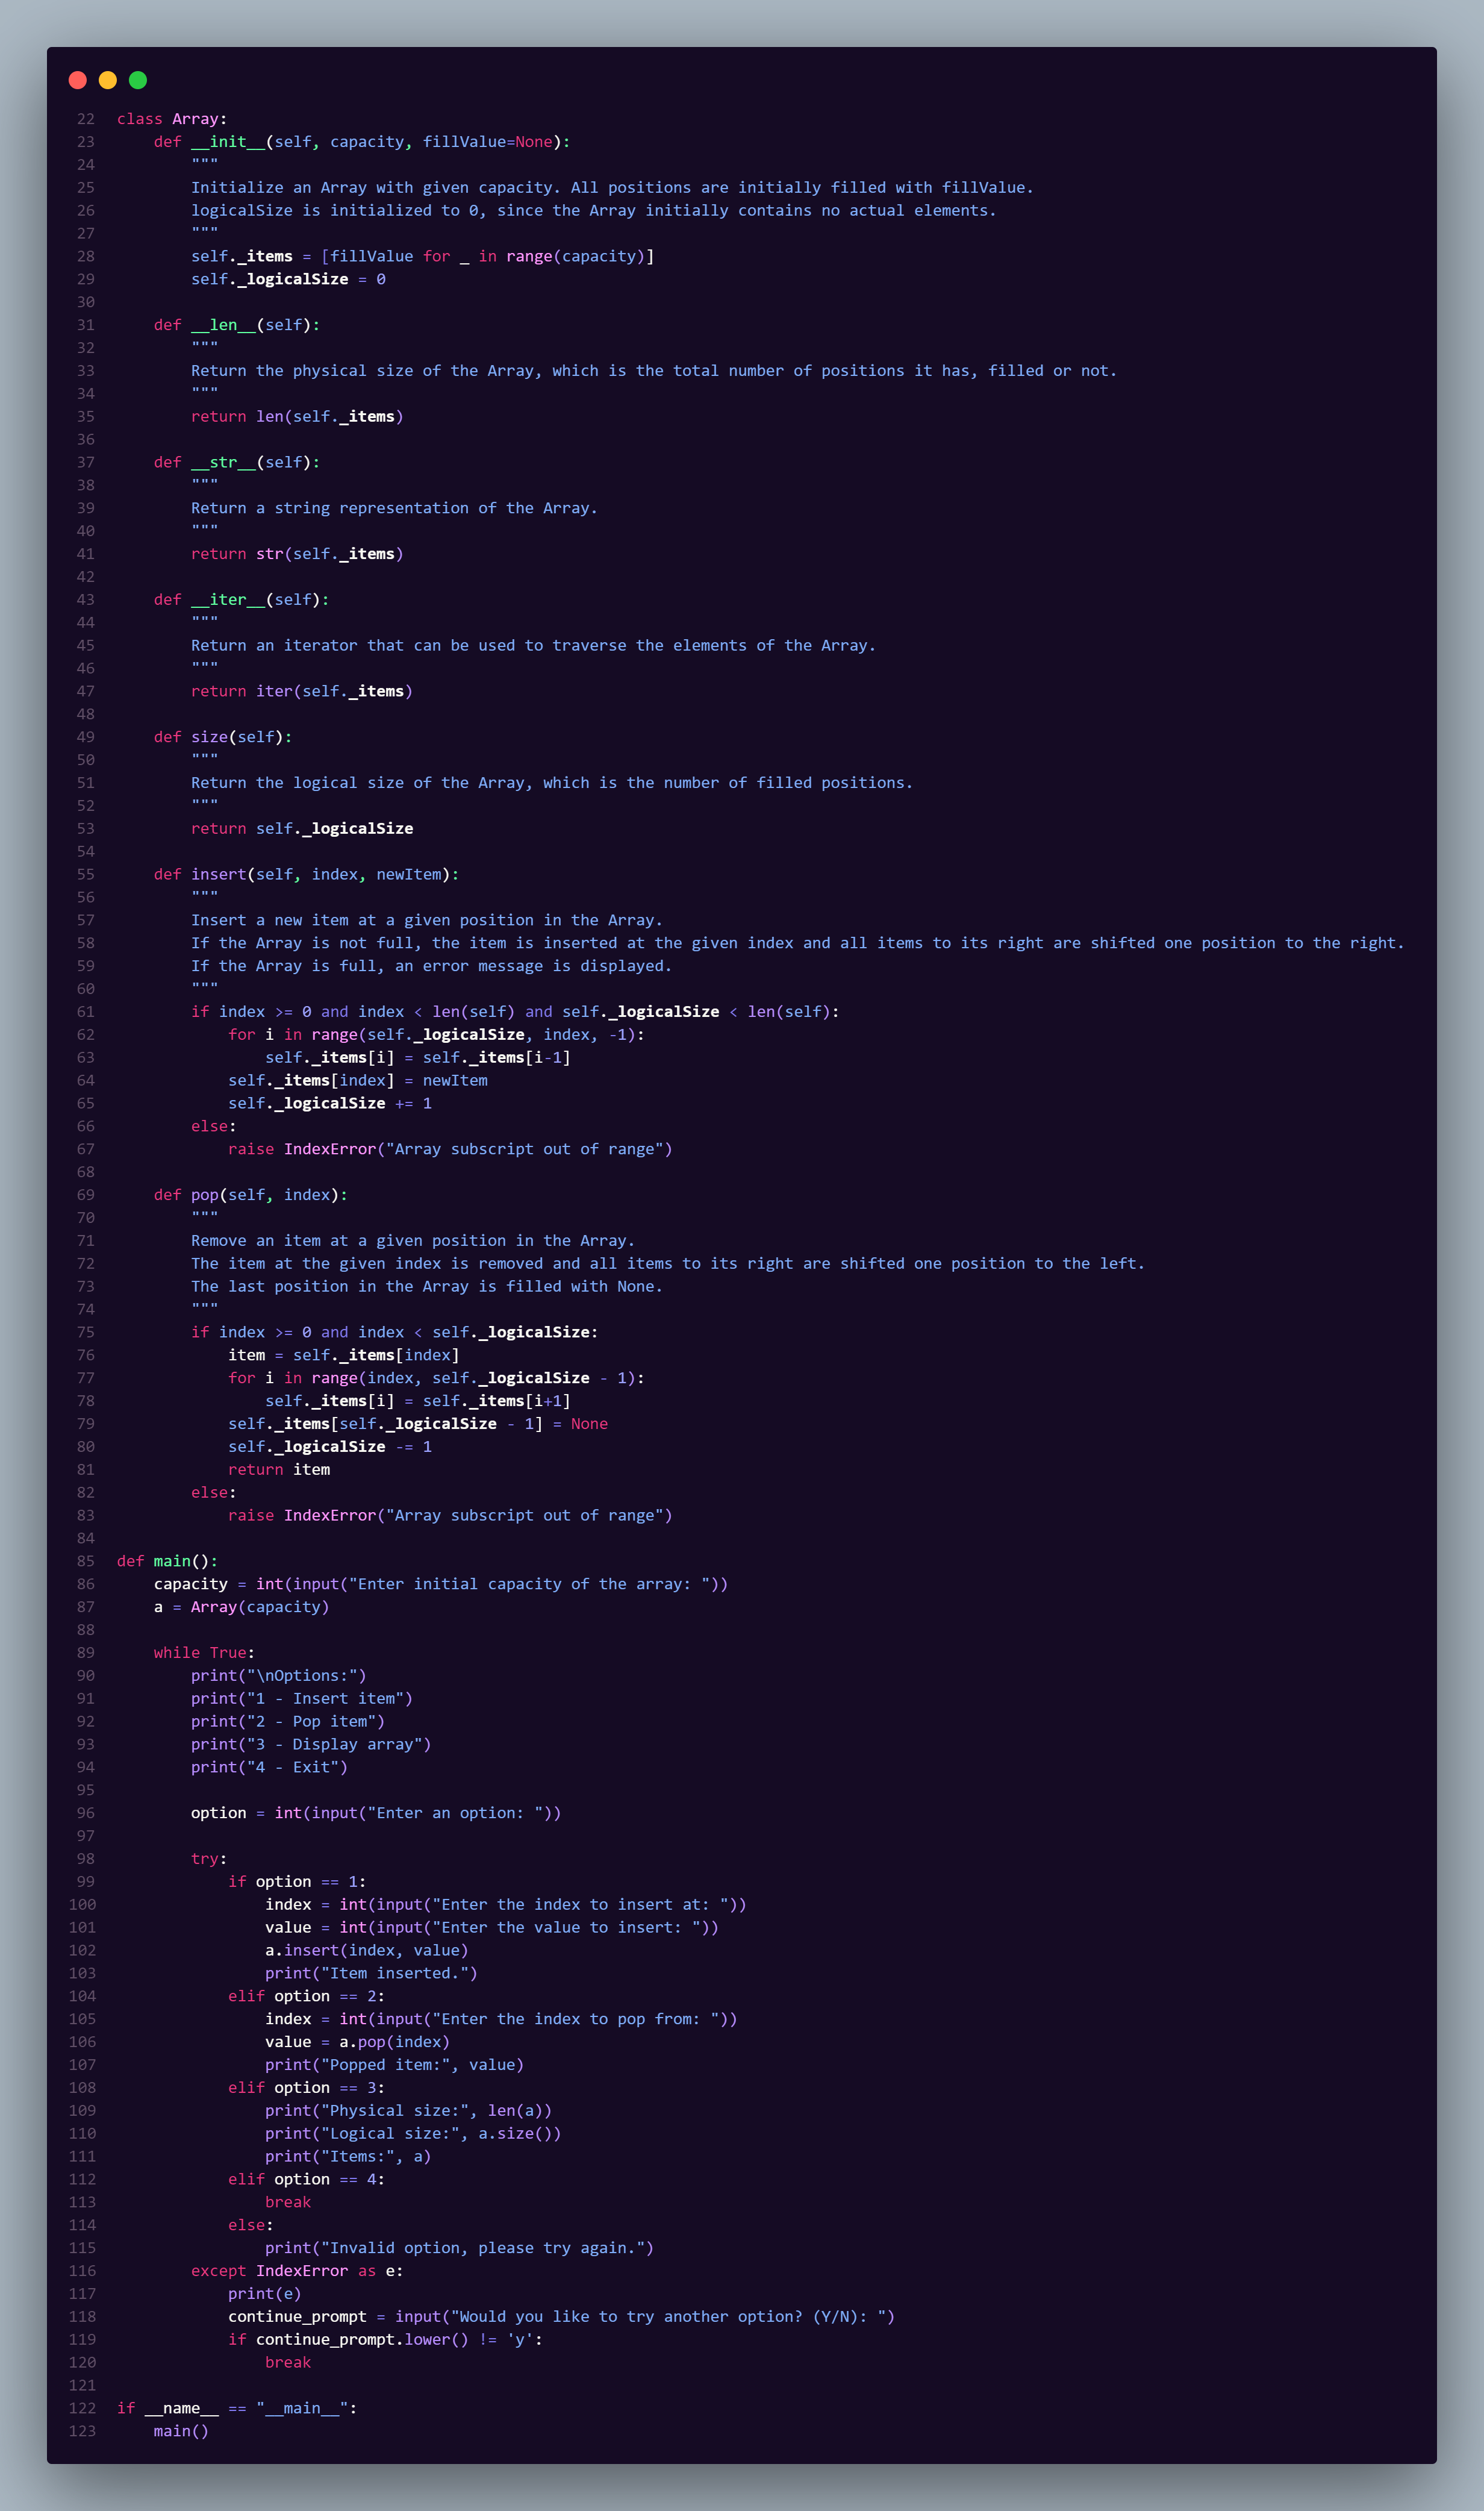 22 class Array:
23     def __init__(self, capacity, fillValue=None):
24         """
25         Initialize an Array with given capacity. All positions are initially filled with fillValue.
26         logicalSize is initialized to 0, since the Array initially contains no actual elements.
27         """
28         self._items = [fillValue for _ in range(capacity)]
29         self._logicalSize = 0
30
31     def __len__(self):
32         """
33         Return the physical size of the Array, which is the total number of positions it has, filled or not.
34         """
35         return len(self._items)
36
37     def __str__(self):
38         """
39         Return a string representation of the Array.
40         """
41         return str(self._items)
42
43     def __iter__(self):
44         """
45         Return an iterator that can be used to traverse the elements of the Array.
46         """
47         return iter(self._items)
48
49     def size(self):
50         """
51         Return the logical size of the Array, which is the number of filled positions.
52         """
53         return self._logicalSize
54
55     def insert(self, index, newItem):
56         """
57         Insert a new item at a given position in the Array.
58         If the Array is not full, the item is inserted at the given index and all items to its right are shifted one position to the right.
59         If the Array is full, an error message is displayed.
60         """
61         if index >= 0 and index < len(self) and self._logicalSize < len(self):
62             for i in range(self._logicalSize, index, -1):
63                 self._items[i] = self._items[i-1]
64             self._items[index] = newItem
65             self._logicalSize += 1
66         else:
67             raise IndexError("Array subscript out of range")
68
69     def pop(self, index):
70         """
71         Remove an item at a given position in the Array.
72         The item at the given index is removed and all items to its right are shifted one position to the left.
73         The last position in the Array is filled with None.
74         """
75         if index >= 0 and index < self._logicalSize:
76             item = self._items[index]
77             for i in range(index, self._logicalSize - 1):
78                 self._items[i] = self._items[i+1]
79             self._items[self._logicalSize - 1] = None
80             self._logicalSize -= 1
81             return item
82         else:
83             raise IndexError("Array subscript out of range")
84
85 def main():
86     capacity = int(input("Enter initial capacity of the array: "))
87     a = Array(capacity)
88
89     while True:
90         print("\nOptions:")
91         print("1 - Insert item")
92         print("2 - Pop item")
93         print("3 - Display array")
94         print("4 - Exit")
95
96         option = int(input("Enter an option: "))
97
98         try:
99             if option == 1:
100                 index = int(input("Enter the index to insert at: "))
101                 value = int(input("Enter the value to insert: "))
102                 a.insert(index, value)
103                 print("Item inserted.")
104             elif option == 2:
105                 index = int(input("Enter the index to pop from: "))
106                 value = a.pop(index)
107                 print("Popped item:", value)
108             elif option == 3:
109                 print("Physical size:", len(a))
110                 print("Logical size:", a.size())
111                 print("Items:", a)
112             elif option == 4:
113                 break
114             else:
115                 print("Invalid option, please try again.")
116         except IndexError as e:
117             print(e)
118             continue_prompt = input("Would you like to try another option? (Y/N): ")
119             if continue_prompt.lower() != 'y':
120                 break
121
122 if __name__ == "__main__":
123     main()